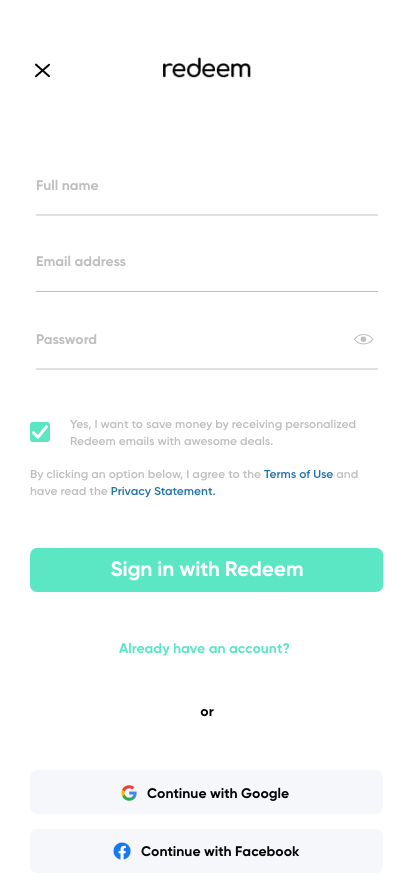 redeem
Full name
Email address
Password
Yes, I want to save money by receiving personalized
Redeem emails with awesome deals.
By clicking an option below, I agree to the Terms of Use and
have read the Privacy Statement.
Sign in with Redeem
Already have an account?
or
Continue with Google
Continue with Facebook